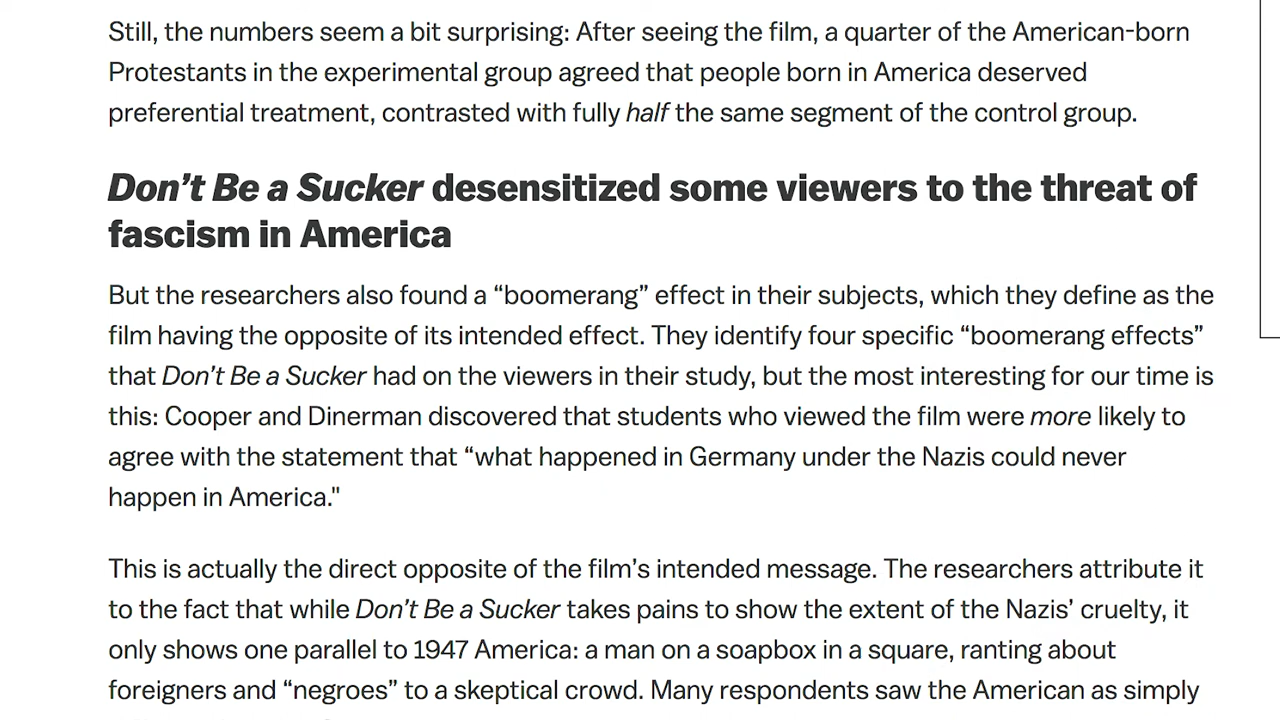 Still, the numbers seem a bit surprising: After seeing the film, a quarter of the American-born
Protestants in the experimental group agreed that people born in America deserved
preferential treatment, contrasted with fully half the same segment of the control group.
Don’t Be a Sucker desensitized some viewers to the threat of
fascism in America
But the researchers also found a “boomerang” effect in their subjects, which they define as the
film having the opposite of its intended effect. They identify four specific “boomerang effects”
that Don’t Be a Sucker had on the viewers in their study, but the most interesting for our time is
this: Cooper and Dinerman discovered that students who viewed the film were more likely to
agree with the statement that “what happened in Germany under the Nazis could never
happen in America."
This is actually the direct opposite of the film’s intended message. The researchers attribute it
to the fact that while Don’t Be a Sucker takes pains to show the extent of the Nazis’ cruelty, it
only shows one parallel to 1947 America: a man on a soapbox in a square, ranting about
foreigners and “negroes” to a skeptical crowd. Many respondents saw the American as simply